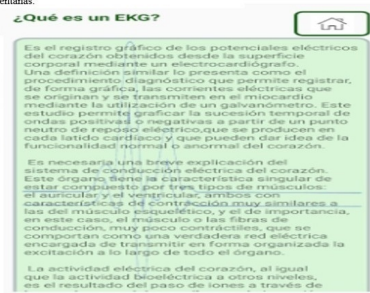 entanas.
¿Qué es un EKG?
Es el registro gráfico de los potenciales eléctricos
del corazón obtenidos desde la superficie
corporal mediante un electrocardiógrafo.
Una definición similar lo presenta como el
procedimiento diagnóstico que permite registrar,
de forma gráfica, las corrientes eléctricas que
se originan y se transmiten en el miocardio
mediante la utilización de un galvanómetro. Este
estudio permite graficar la sucesión temporal de
ondas positivas o negativas a partir de un punto
neutro de reposo eléctrico,que se producen en
cada latido cardíaco y que pueden dar idea de la
funcionalidad normal o anormal del corazón.
Es necesaria una breve explicación del
sistema de conducción eléctrica del corazón.
Este órgano tiene la característica singular de
estar compuesto por tres tipos de músculos:
el auricular y el ventricular, ambos con
características de contracción muy similares a
las del músculo esquelético, y el de importancia,
en este caso, el músculo o las fibras de
conducción, muy poco contráctiles, que se
comportan como una verdadera red eléctrica
encargada de transmitir en forma organizada la
excitación a lo largo de todo el órgano.
La actividad eléctrica del corazón, al igual
que la actividad bioeléctrica a otros niveles,
es el resultado del paso de iones a través de